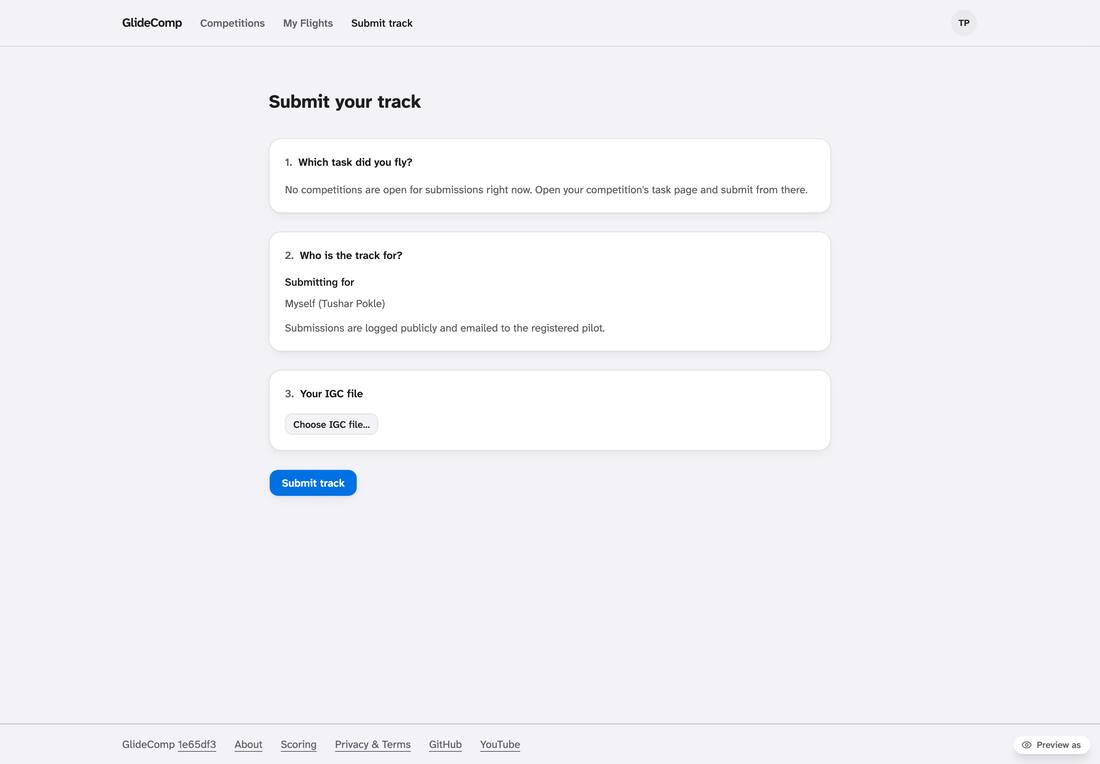 GlideComp Competitions My Flights Submit track TP
Submit your track
1. Which task did you fly?
No competitions are open for submissions right now. Open your competition's task page and submit from there.
2. Who is the track for?
Submitting for
Myself (Tushar Pokle)
Submissions are logged publicly and emailed to the registered pilot.
3. Your IGC file
Choose IGC file...
Submit track
GlideComp 1e65df3 About Scoring Privacy & Terms GitHub YouTube Preview as